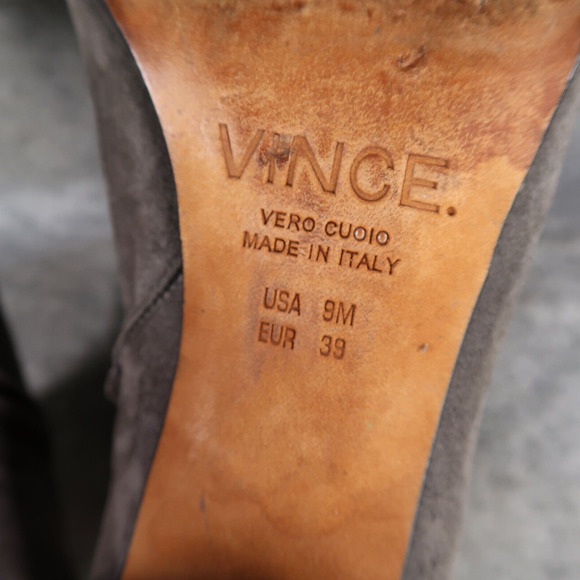 VINCE.
VERO CUOIO
MADE IN ITALY
USA 9M
EUR 39